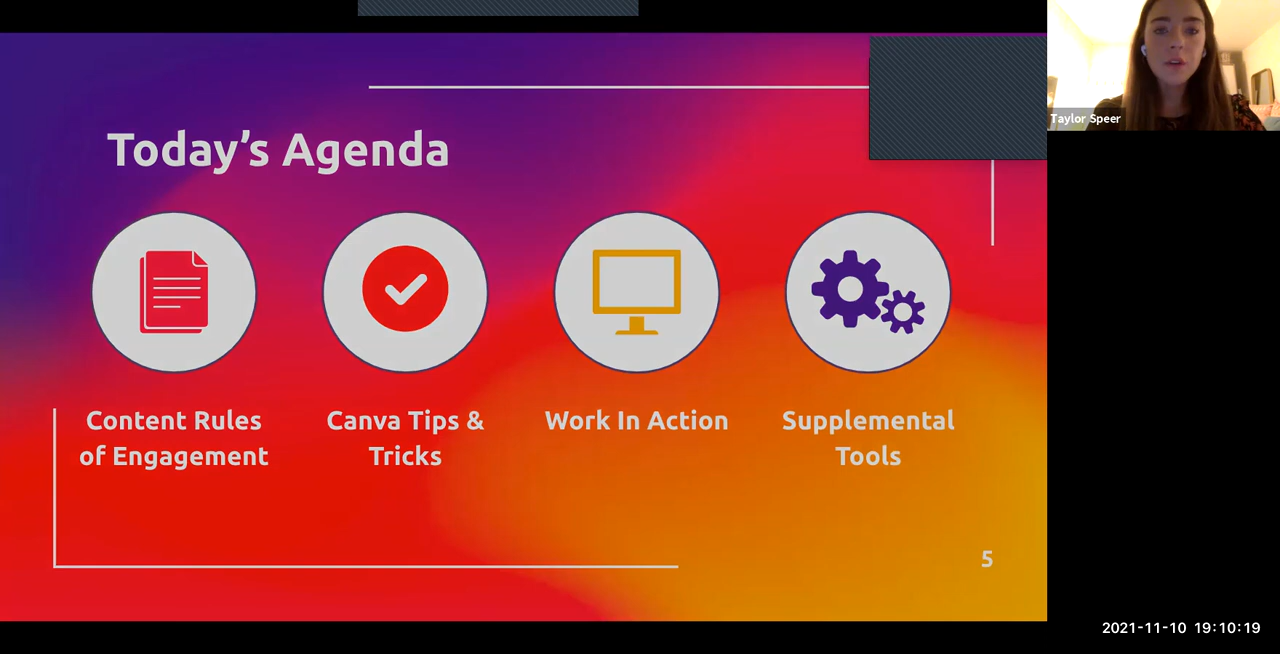 Taylor Speer
Today’s Agenda
Content Rules
of Engagement
Canva Tips &
Tricks
Work In Action
Supplemental
Tools
5
2021-11-10 19:10:19